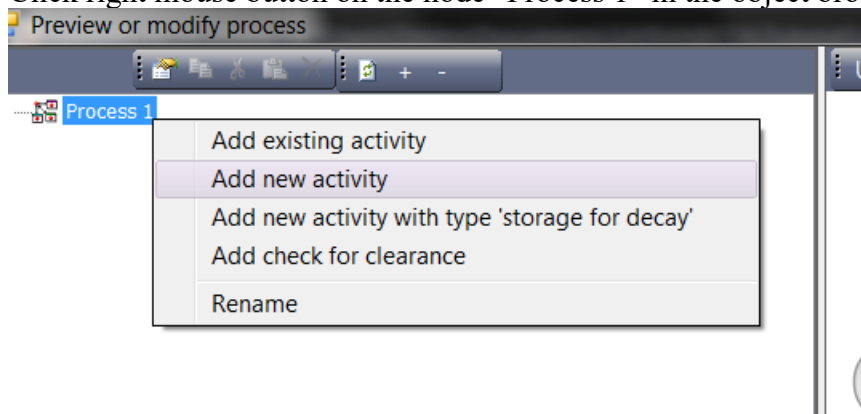 Preview or modify process
+ -
Process 1
Add existing activity
Add new activity
Add new activity with type 'storage for decay'
Add check for clearance
Rename